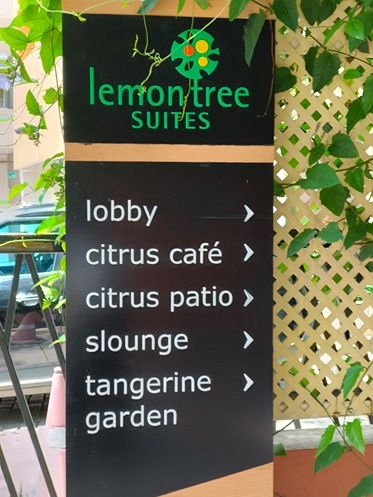 lemon tree
SUITES
lobby >
citrus café >
citrus patio >
slounge >
tangerine >
garden